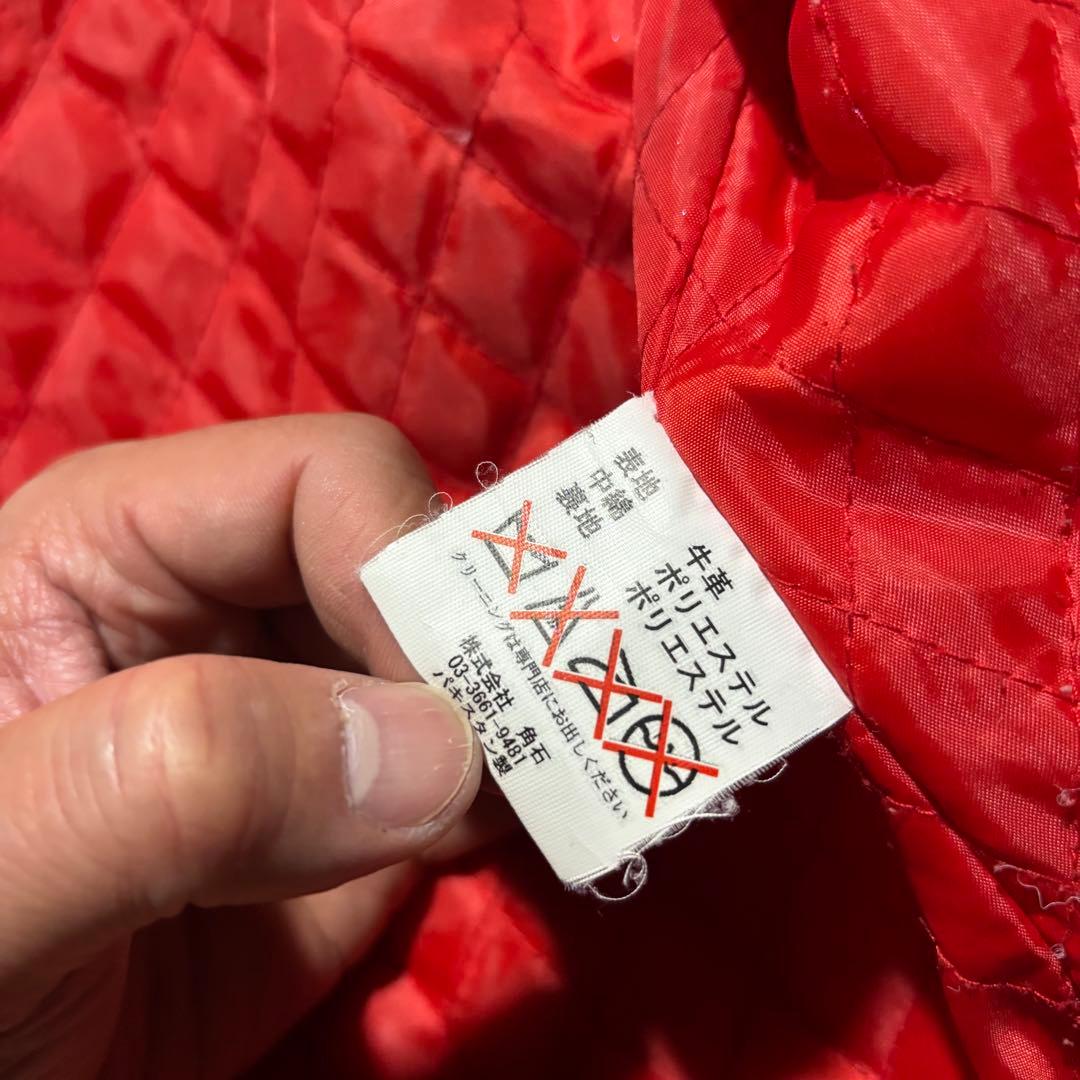 表地 牛革
中綿 ポリエステル
裏地 ポリエステル
クリーニングは専門店にお出しください
株式会社 角石
03-3661-9481
パキスタン製